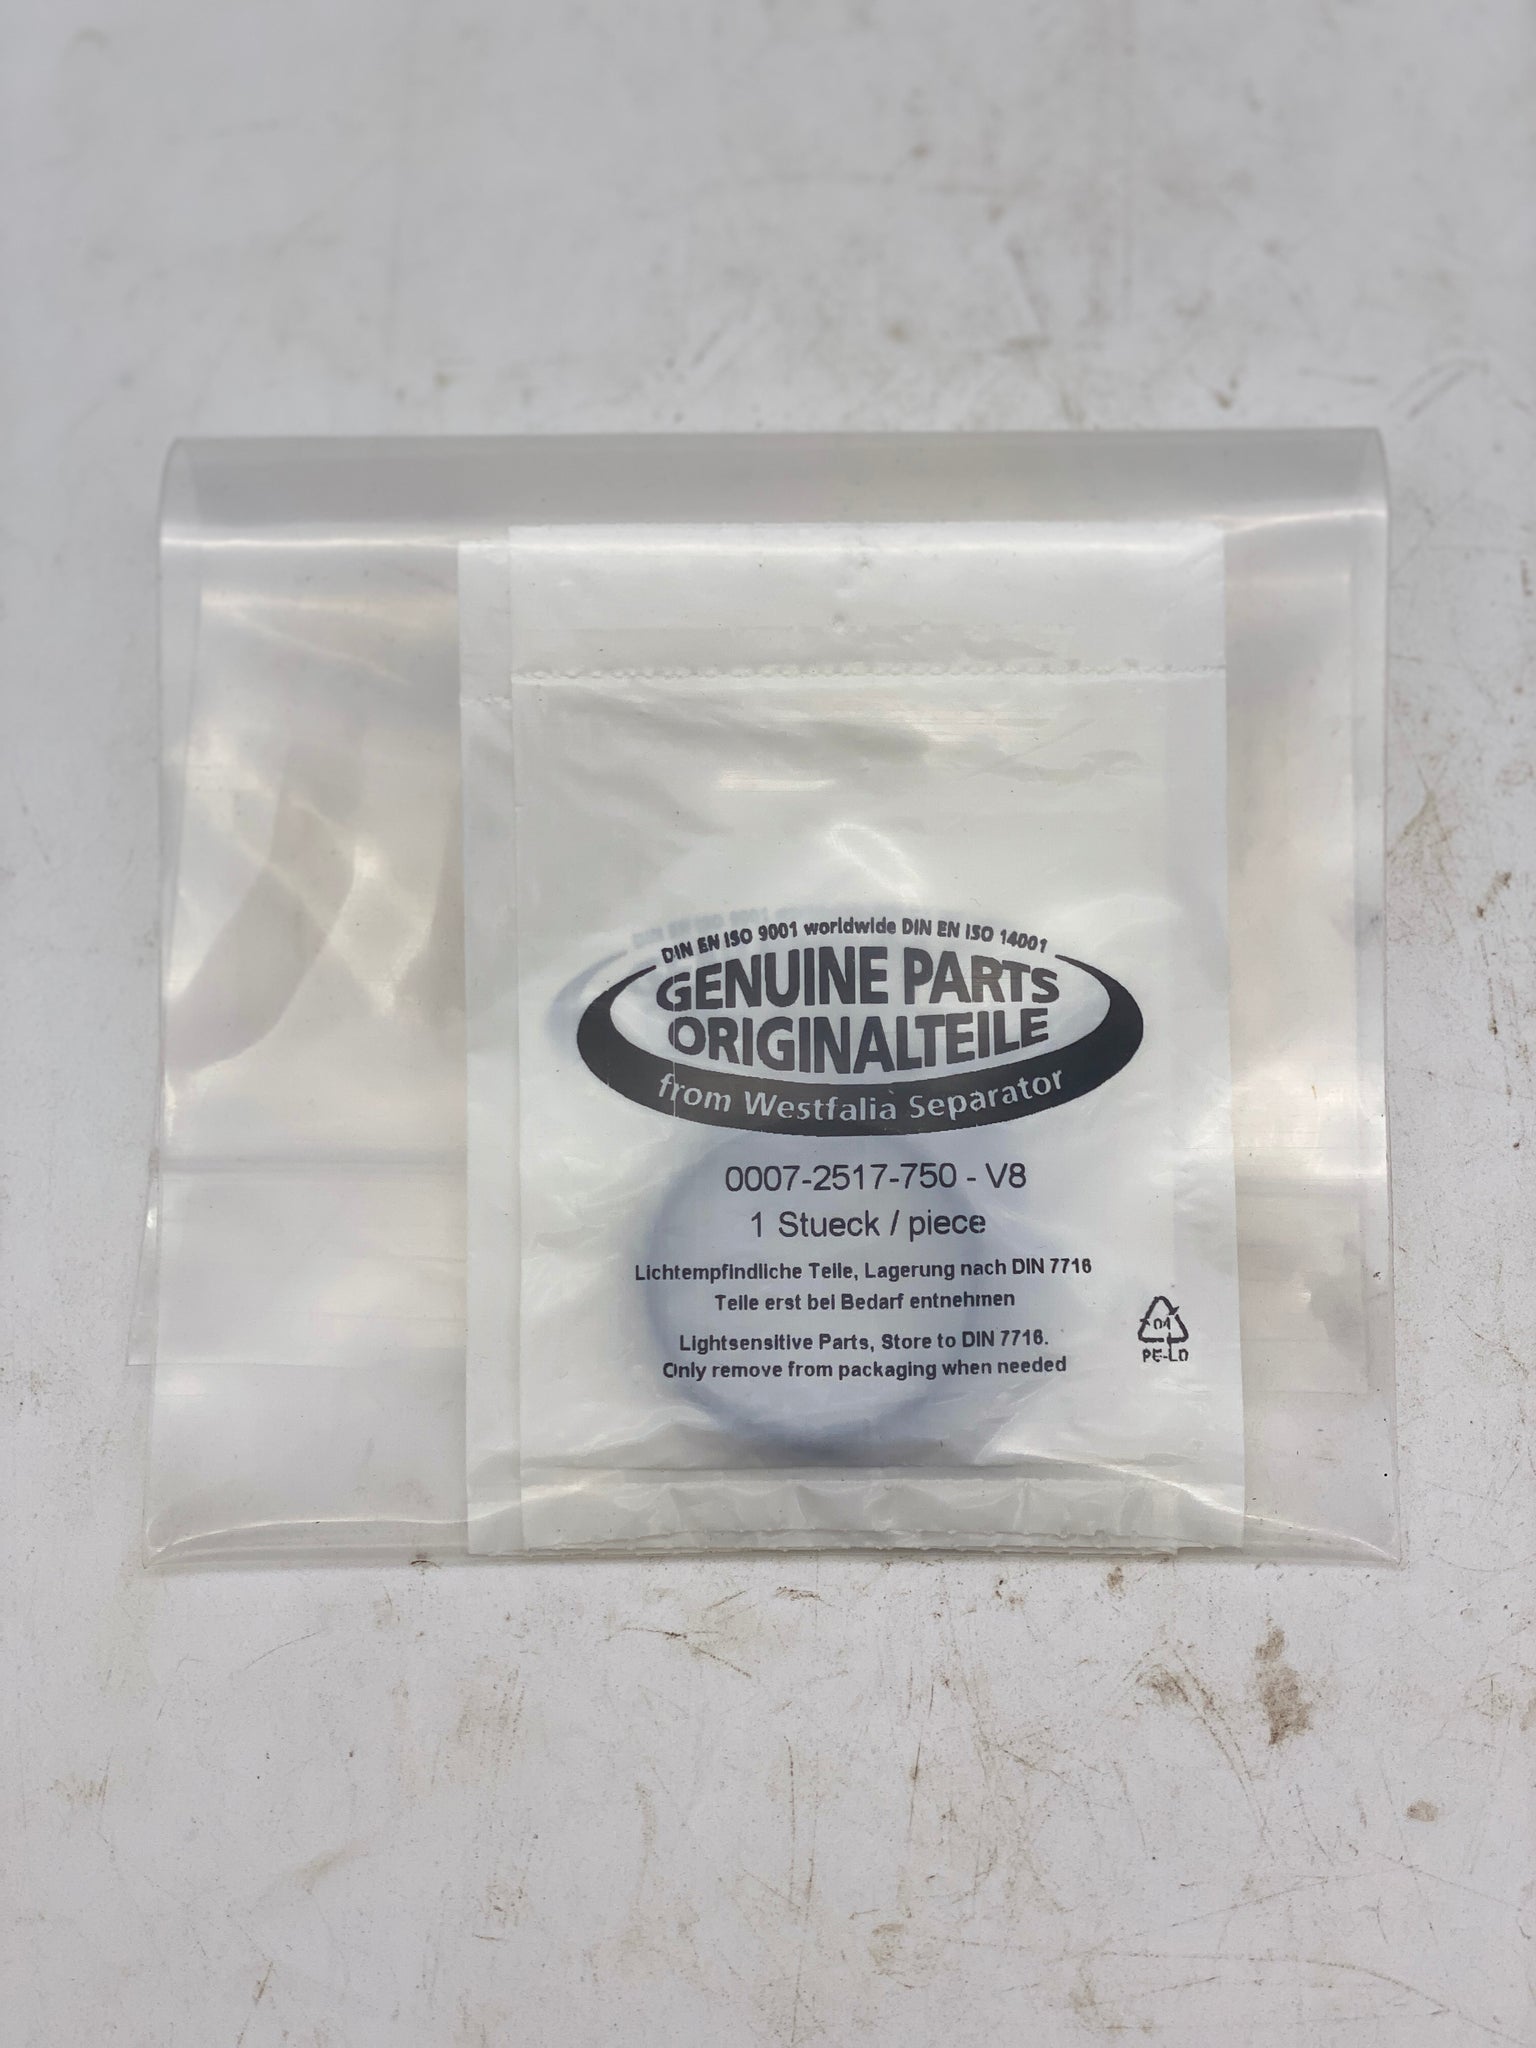 DIN EN ISO 9001 worldwide DIN EN ISO 14001
GENUINE PARTS
ORIGINALTEILE
from Westfalia Separator
0007-2517-750 - V8
1 Stueck / piece
Lichtempfindliche Teile, Lagerung nach DIN 7716
Teile erst bei Bedarf entnehmen
Lightsensitive Parts, Store to DIN 7716.
Only remove from packaging when needed
04
PE-LD